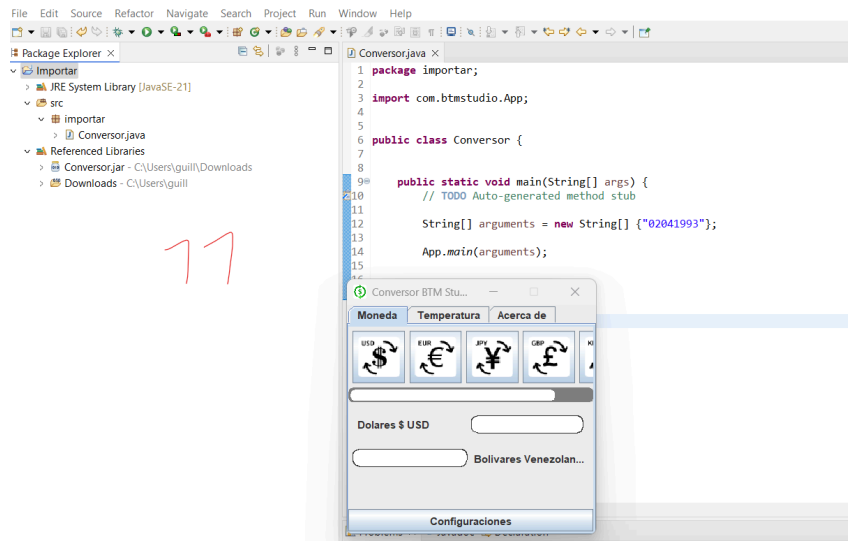 File Edit Source Refactor Navigate Search Project Run Window Help
Package Explorer ×
Importar
JRE System Library [JavaSE-21]
src
importar
Conversor.java
Referenced Libraries
Conversor.jar - C:\Users\guill\Downloads
Downloads - C:\Users\guill
11
Conversor.java ×
1 package importar;
2
3 import com.btmstudio.App;
4
5
6 public class Conversor {
7
8
9 public static void main(String[] args) {
10 // TODO Auto-generated method stub
11
12 String[] arguments = new String[] {"02041993"};
13
14 App.main(arguments);
15
16
Conversor BTM Stu...
Moneda Temperatura Acerca de
USD $ EUR € JPY ¥ GBP £
Dolares $ USD
Bolivares Venezolan...
Configuraciones